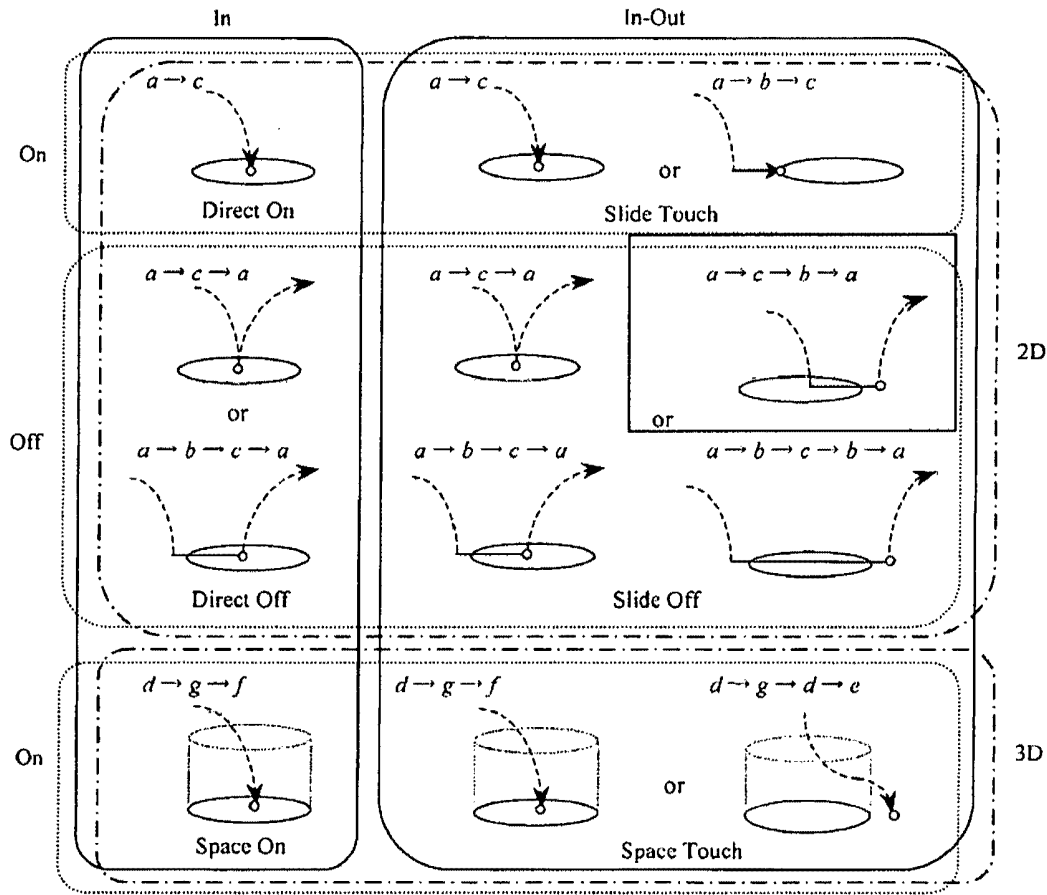 In In-Out
a → c a → c a → b → c
On
or
Direct On Slide Touch
a → c → a a → c → a a → c → b → a
2D
or or
Off
a → b → c → a a → b → c → a a → b → c → b → a
Direct Off Slide Off
d → g → f d → g → f d → g → d → e
On 3D
or
Space On Space Touch